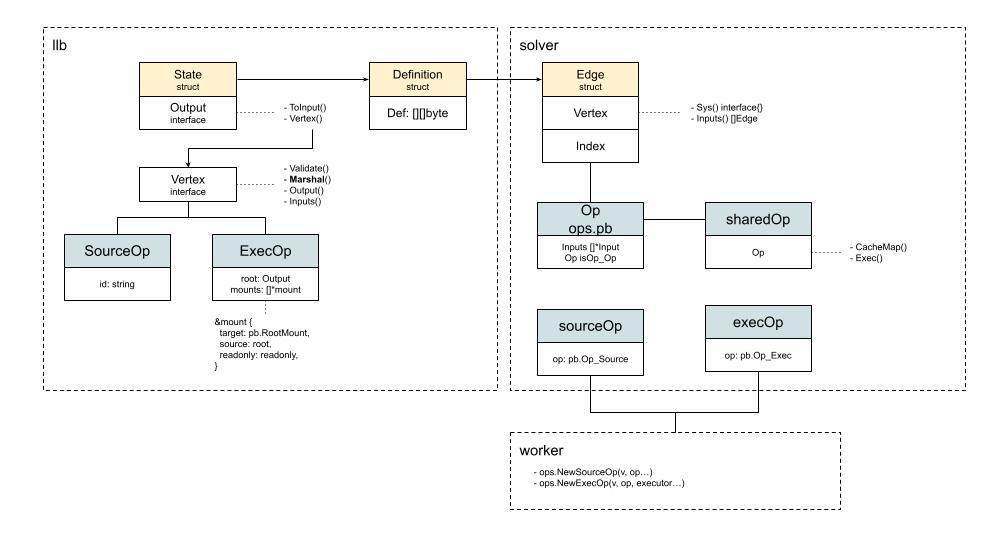 llb
State
struct
Output
interface
- ToInput()
- Vertex()
Definition
struct
Def: [][]byte
Vertex
interface
- Validate()
- Marshal()
- Output()
- Inputs()
SourceOp
id: string
ExecOp
root: Output
mounts: []*mount
&mount {
target: pb.RootMount,
source: root,
readonly: readonly,
}
solver
Edge
struct
Vertex
Index
- Sys() interface{}
- Inputs() []Edge
Op
ops.pb
Inputs []*Input
Op isOp_Op
sharedOp
Op
- CacheMap()
- Exec()
sourceOp
op: pb.Op_Source
execOp
op: pb.Op_Exec
worker
- ops.NewSourceOp(v, op...)
- ops.NewExecOp(v, op, executor...)